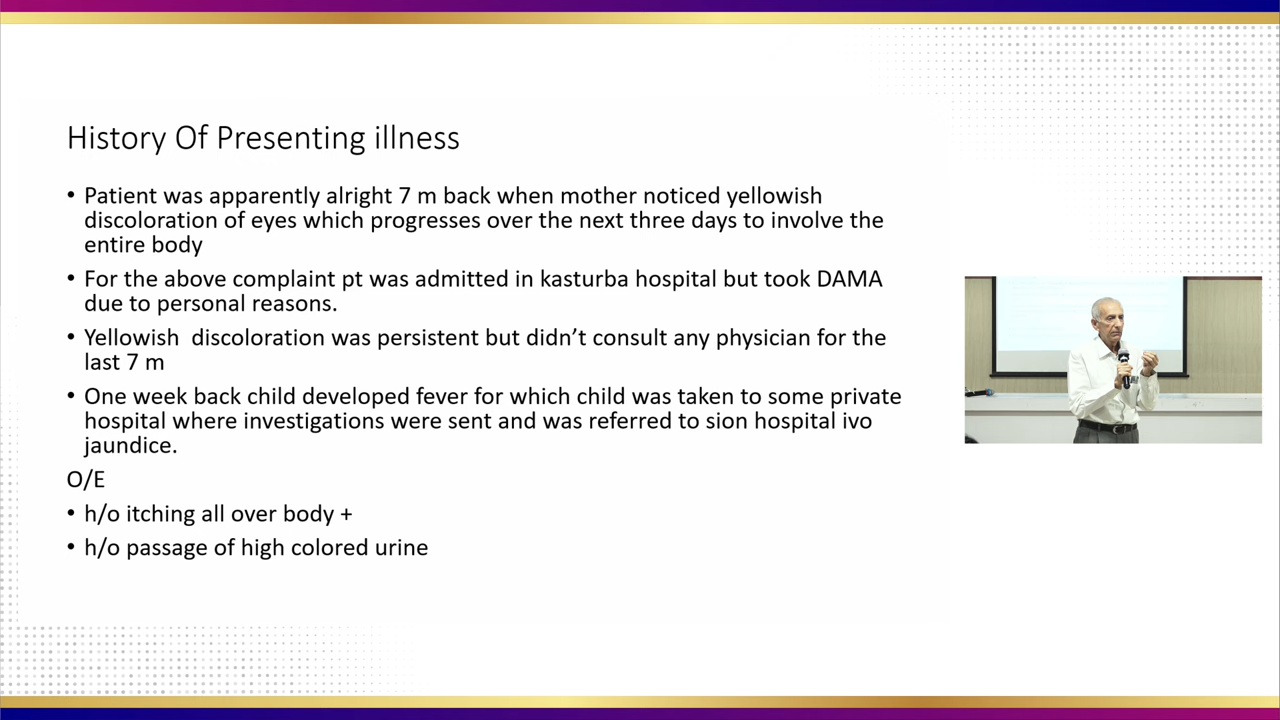 History Of Presenting illness
• Patient was apparently alright 7 m back when mother noticed yellowish
discoloration of eyes which progresses over the next three days to involve the
entire body
• For the above complaint pt was admitted in kasturba hospital but took DAMA
due to personal reasons.
• Yellowish  discoloration was persistent but didn’t consult any physician for the
last 7 m
• One week back child developed fever for which child was taken to some private
hospital where investigations were sent and was referred to sion hospital ivo
jaundice.
O/E
• h/o itching all over body +
• h/o passage of high colored urine